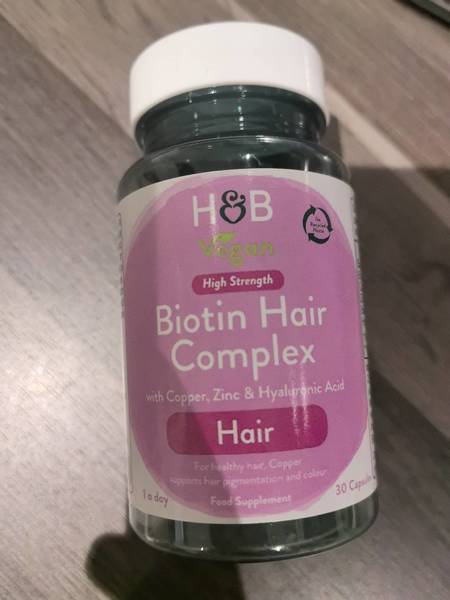 H&B
Vegan
High Strength
Biotin Hair
Complex
with Copper, Zinc & Hyaluronic Acid
Hair
For healthy hair, Copper
supports hair pigmentation and colour
1 a day
30 Capsules
Food Supplement